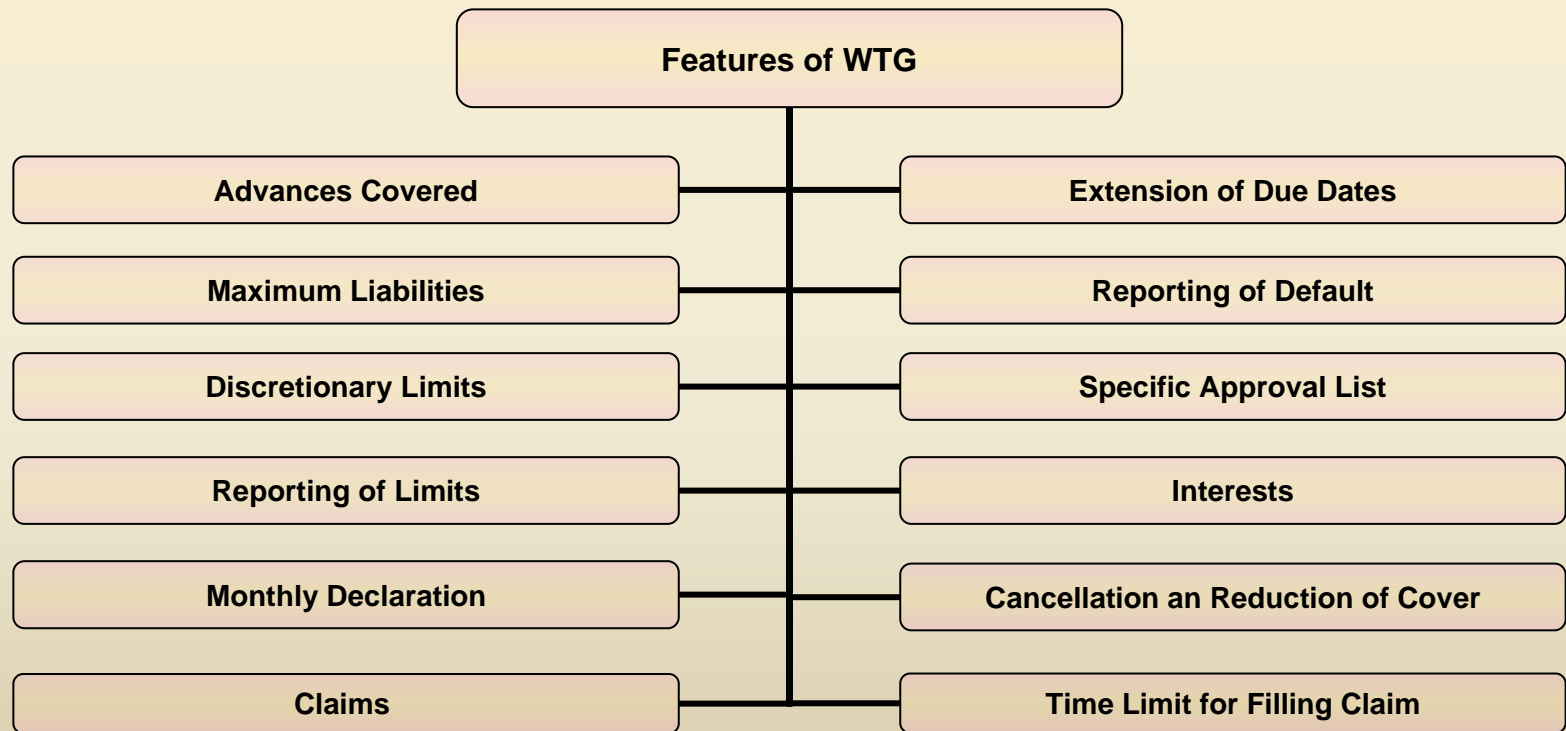 Features of WTG
Advances Covered
Extension of Due Dates
Maximum Liabilities
Reporting of Default
Discretionary Limits
Specific Approval List
Reporting of Limits
Interests
Monthly Declaration
Cancellation an Reduction of Cover
Claims
Time Limit for Filling Claim